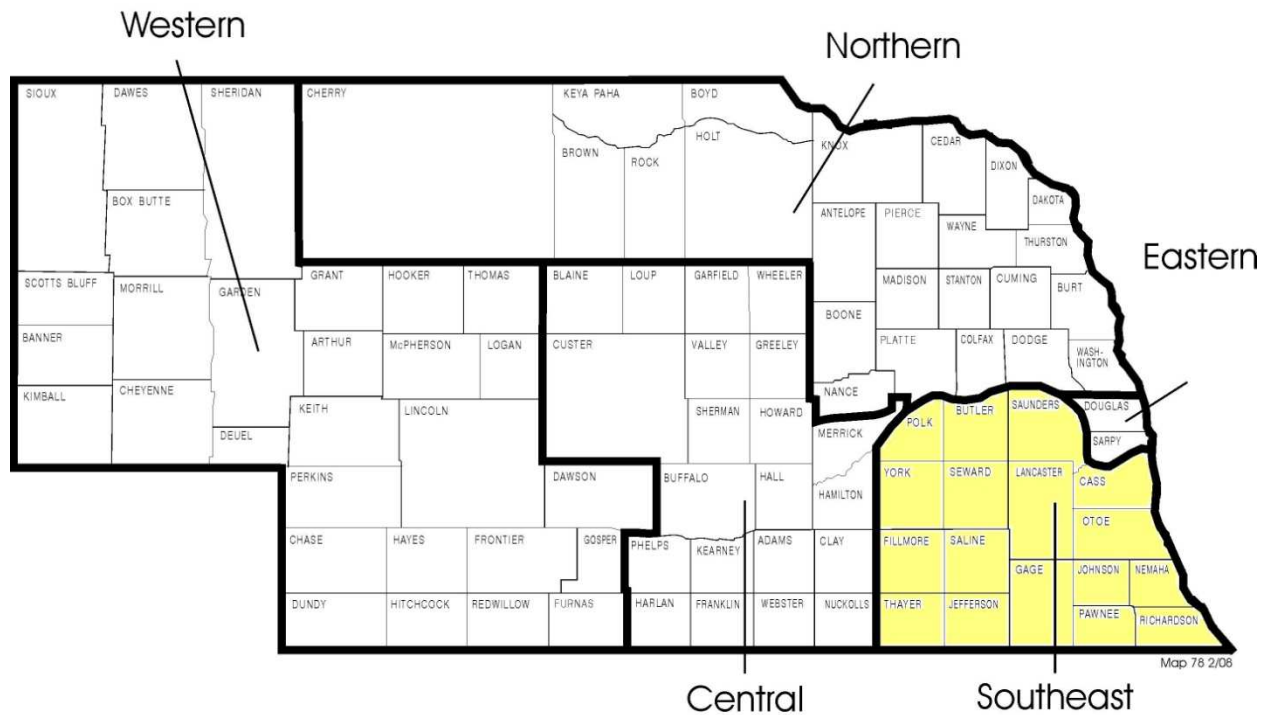 Western
Northern
SIOUX
DAWES
SHERIDAN
CHERRY
KEYA PAHA
BOYD
HOLT
BROWN
ROCK
KNOX
CEDAR
DIXON
DAKOTA
BOX BUTTE
ANTELOPE
PIERCE
WAYNE
THURSTON
Eastern
SCOTTS BLUFF
MORRILL
GARDEN
GRANT
HOOKER
THOMAS
BLAINE
LOUP
GARFIELD
WHEELER
MADISON
STANTON
CUMING
BURT
BANNER
ARTHUR
McPHERSON
LOGAN
CUSTER
VALLEY
GREELEY
BOONE
PLATTE
COLFAX
DODGE
WASH-
INGTON
KIMBALL
CHEYENNE
KEITH
LINCOLN
SHERMAN
HOWARD
NANCE
MERRICK
POLK
BUTLER
SAUNDERS
DOUGLAS
SARPY
DEUEL
PERKINS
DAWSON
BUFFALO
HALL
HAMILTON
YORK
SEWARD
LANCASTER
CASS
OTOE
CHASE
HAYES
FRONTIER
GOSPER
PHELPS
KEARNEY
ADAMS
CLAY
FILLMORE
SALINE
GAGE
JOHNSON
NEMAHA
DUNDY
HITCHCOCK
REDWILLOW
FURNAS
HARLAN
FRANKLIN
WEBSTER
NUCKOLLS
THAYER
JEFFERSON
PAWNEE
RICHARDSON
Map 78 2/08
Central
Southeast